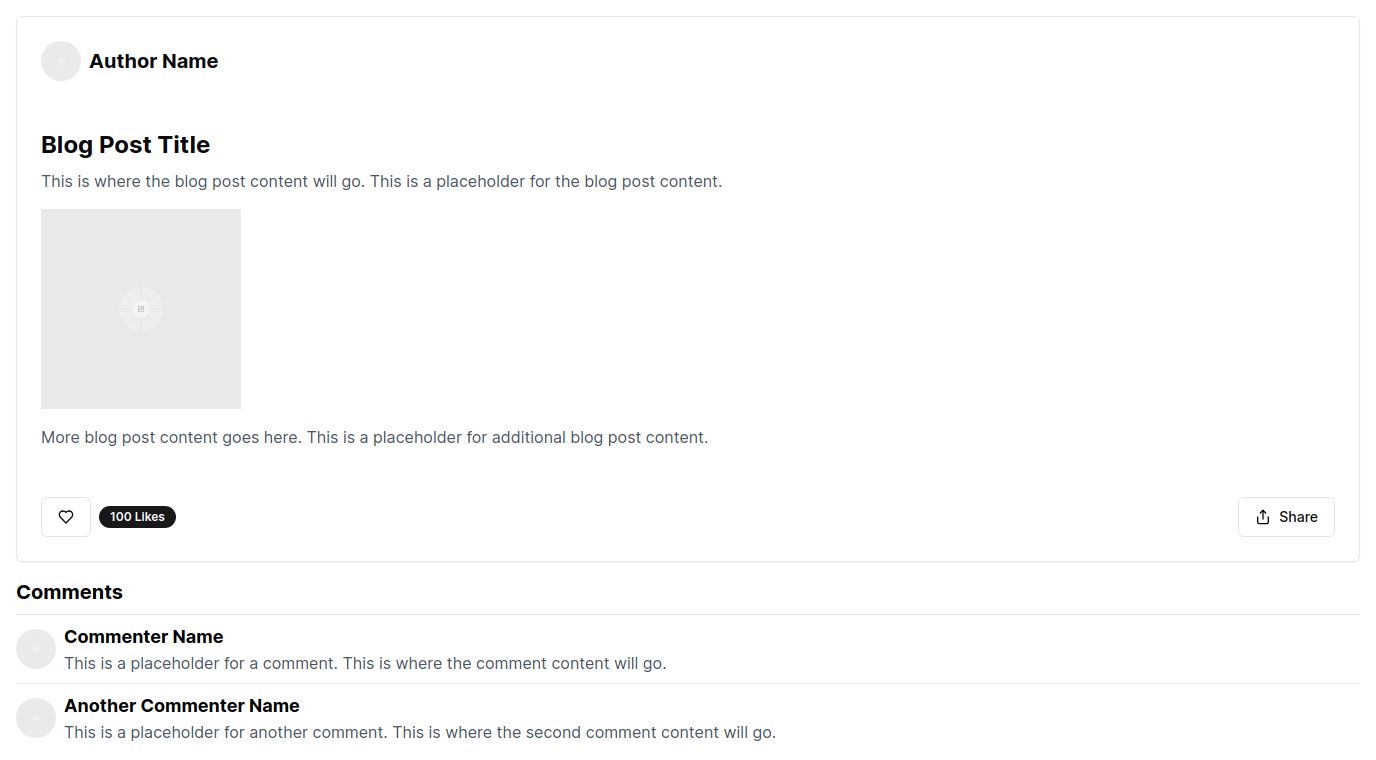 Author Name
Blog Post Title
This is where the blog post content will go. This is a placeholder for the blog post content.
More blog post content goes here. This is a placeholder for additional blog post content.
100 Likes
Share
Comments
Commenter Name
This is a placeholder for a comment. This is where the comment content will go.
Another Commenter Name
This is a placeholder for another comment. This is where the second comment content will go.